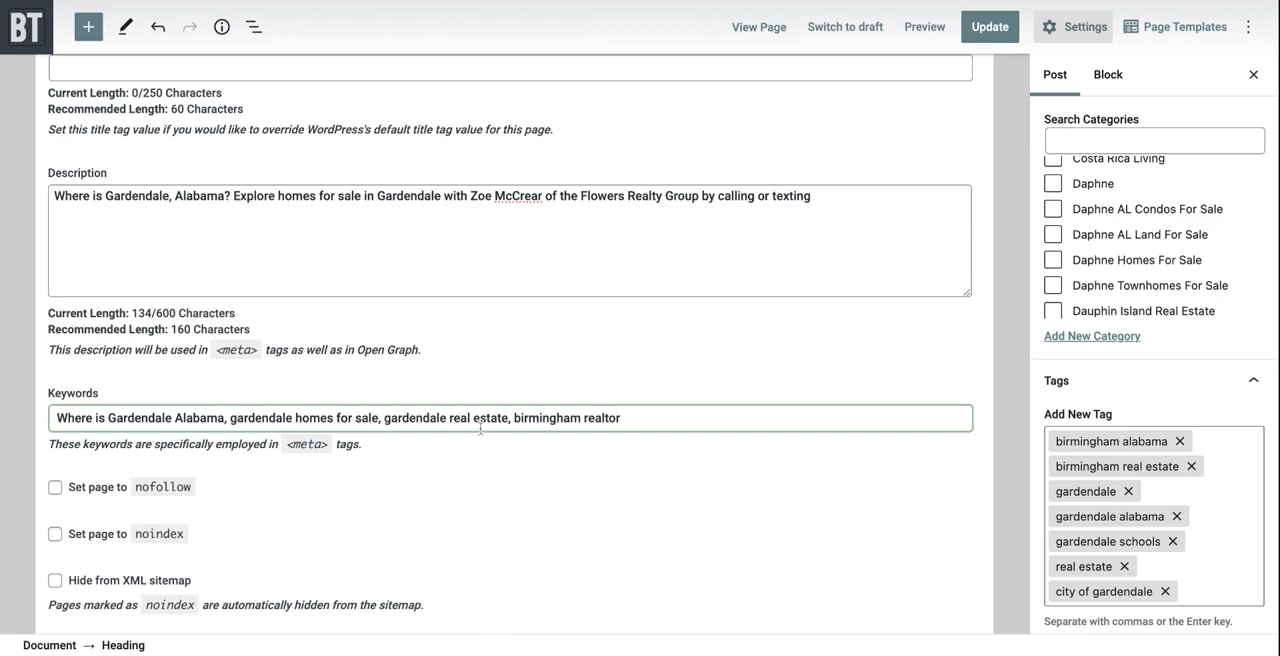 BT
View Page
Switch to draft
Preview
Update
Settings
Page Templates
Current Length: 0/250 Characters
Recommended Length: 60 Characters
Set this title tag value if you would like to override WordPress's default title tag value for this page.
Description
Where is Gardendale, Alabama? Explore homes for sale in Gardendale with Zoe McCrear of the Flowers Realty Group by calling or texting
Current Length: 134/600 Characters
Recommended Length: 160 Characters
This description will be used in <meta> tags as well as in Open Graph.
Keywords
Where is Gardendale Alabama, gardendale homes for sale, gardendale real estate, birmingham realtor
These keywords are specifically employed in <meta> tags.
Set page to nofollow
Set page to noindex
Hide from XML sitemap
Pages marked as noindex are automatically hidden from the sitemap.
Document → Heading
Post
Block
Search Categories
Costa Rica Living
Daphne
Daphne AL Condos For Sale
Daphne AL Land For Sale
Daphne Homes For Sale
Daphne Townhomes For Sale
Dauphin Island Real Estate
Add New Category
Tags
Add New Tag
birmingham alabama
birmingham real estate
gardendale
gardendale alabama
gardendale schools
real estate
city of gardendale
Separate with commas or the Enter key.